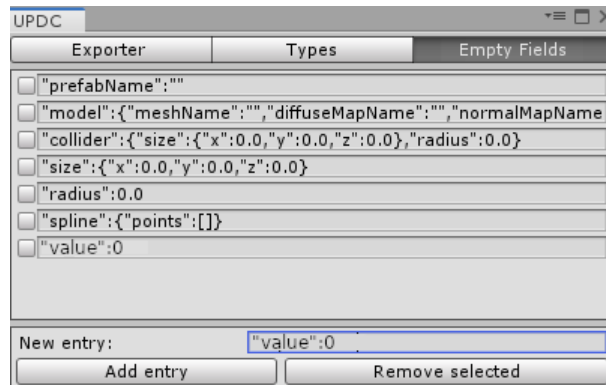 UPDC
Exporter Types Empty Fields
"prefabName":""
"model":{"meshName":"","diffuseMapName":"","normalMapName
"collider":{"size":{"x":0.0,"y":0.0,"z":0.0},"radius":0.0}
"size":{"x":0.0,"y":0.0,"z":0.0}
"radius":0.0
"spline":{"points":[]}
"value":0
New entry: "value":0
Add entry Remove selected